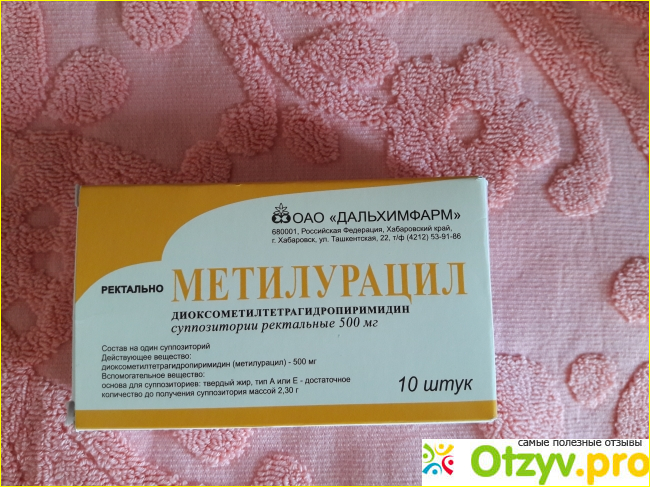 ОАО «ДАЛЬХИМФАРМ»
680001, Российская Федерация, Хабаровский край,
г. Хабаровск, ул. Ташкентская, 22, т/ф (4212) 53-91-86
РЕКТАЛЬНО МЕТИЛУРАЦИЛ
ДИОКСОМЕТИЛТЕТРАГИДРОПИРИМИДИН
суппозитории ректальные 500 мг
Состав на один суппозиторий
Действующее вещество:
диоксометилтетрагидропиримидин (метилурацил) - 500 мг
Вспомогательное вещество:
основа для суппозиториев: твердый жир, тип А или Е - достаточное
количество до получения суппозитория массой 2,30 г
10 штук
самые полезные отзывы
Otzyv.pro